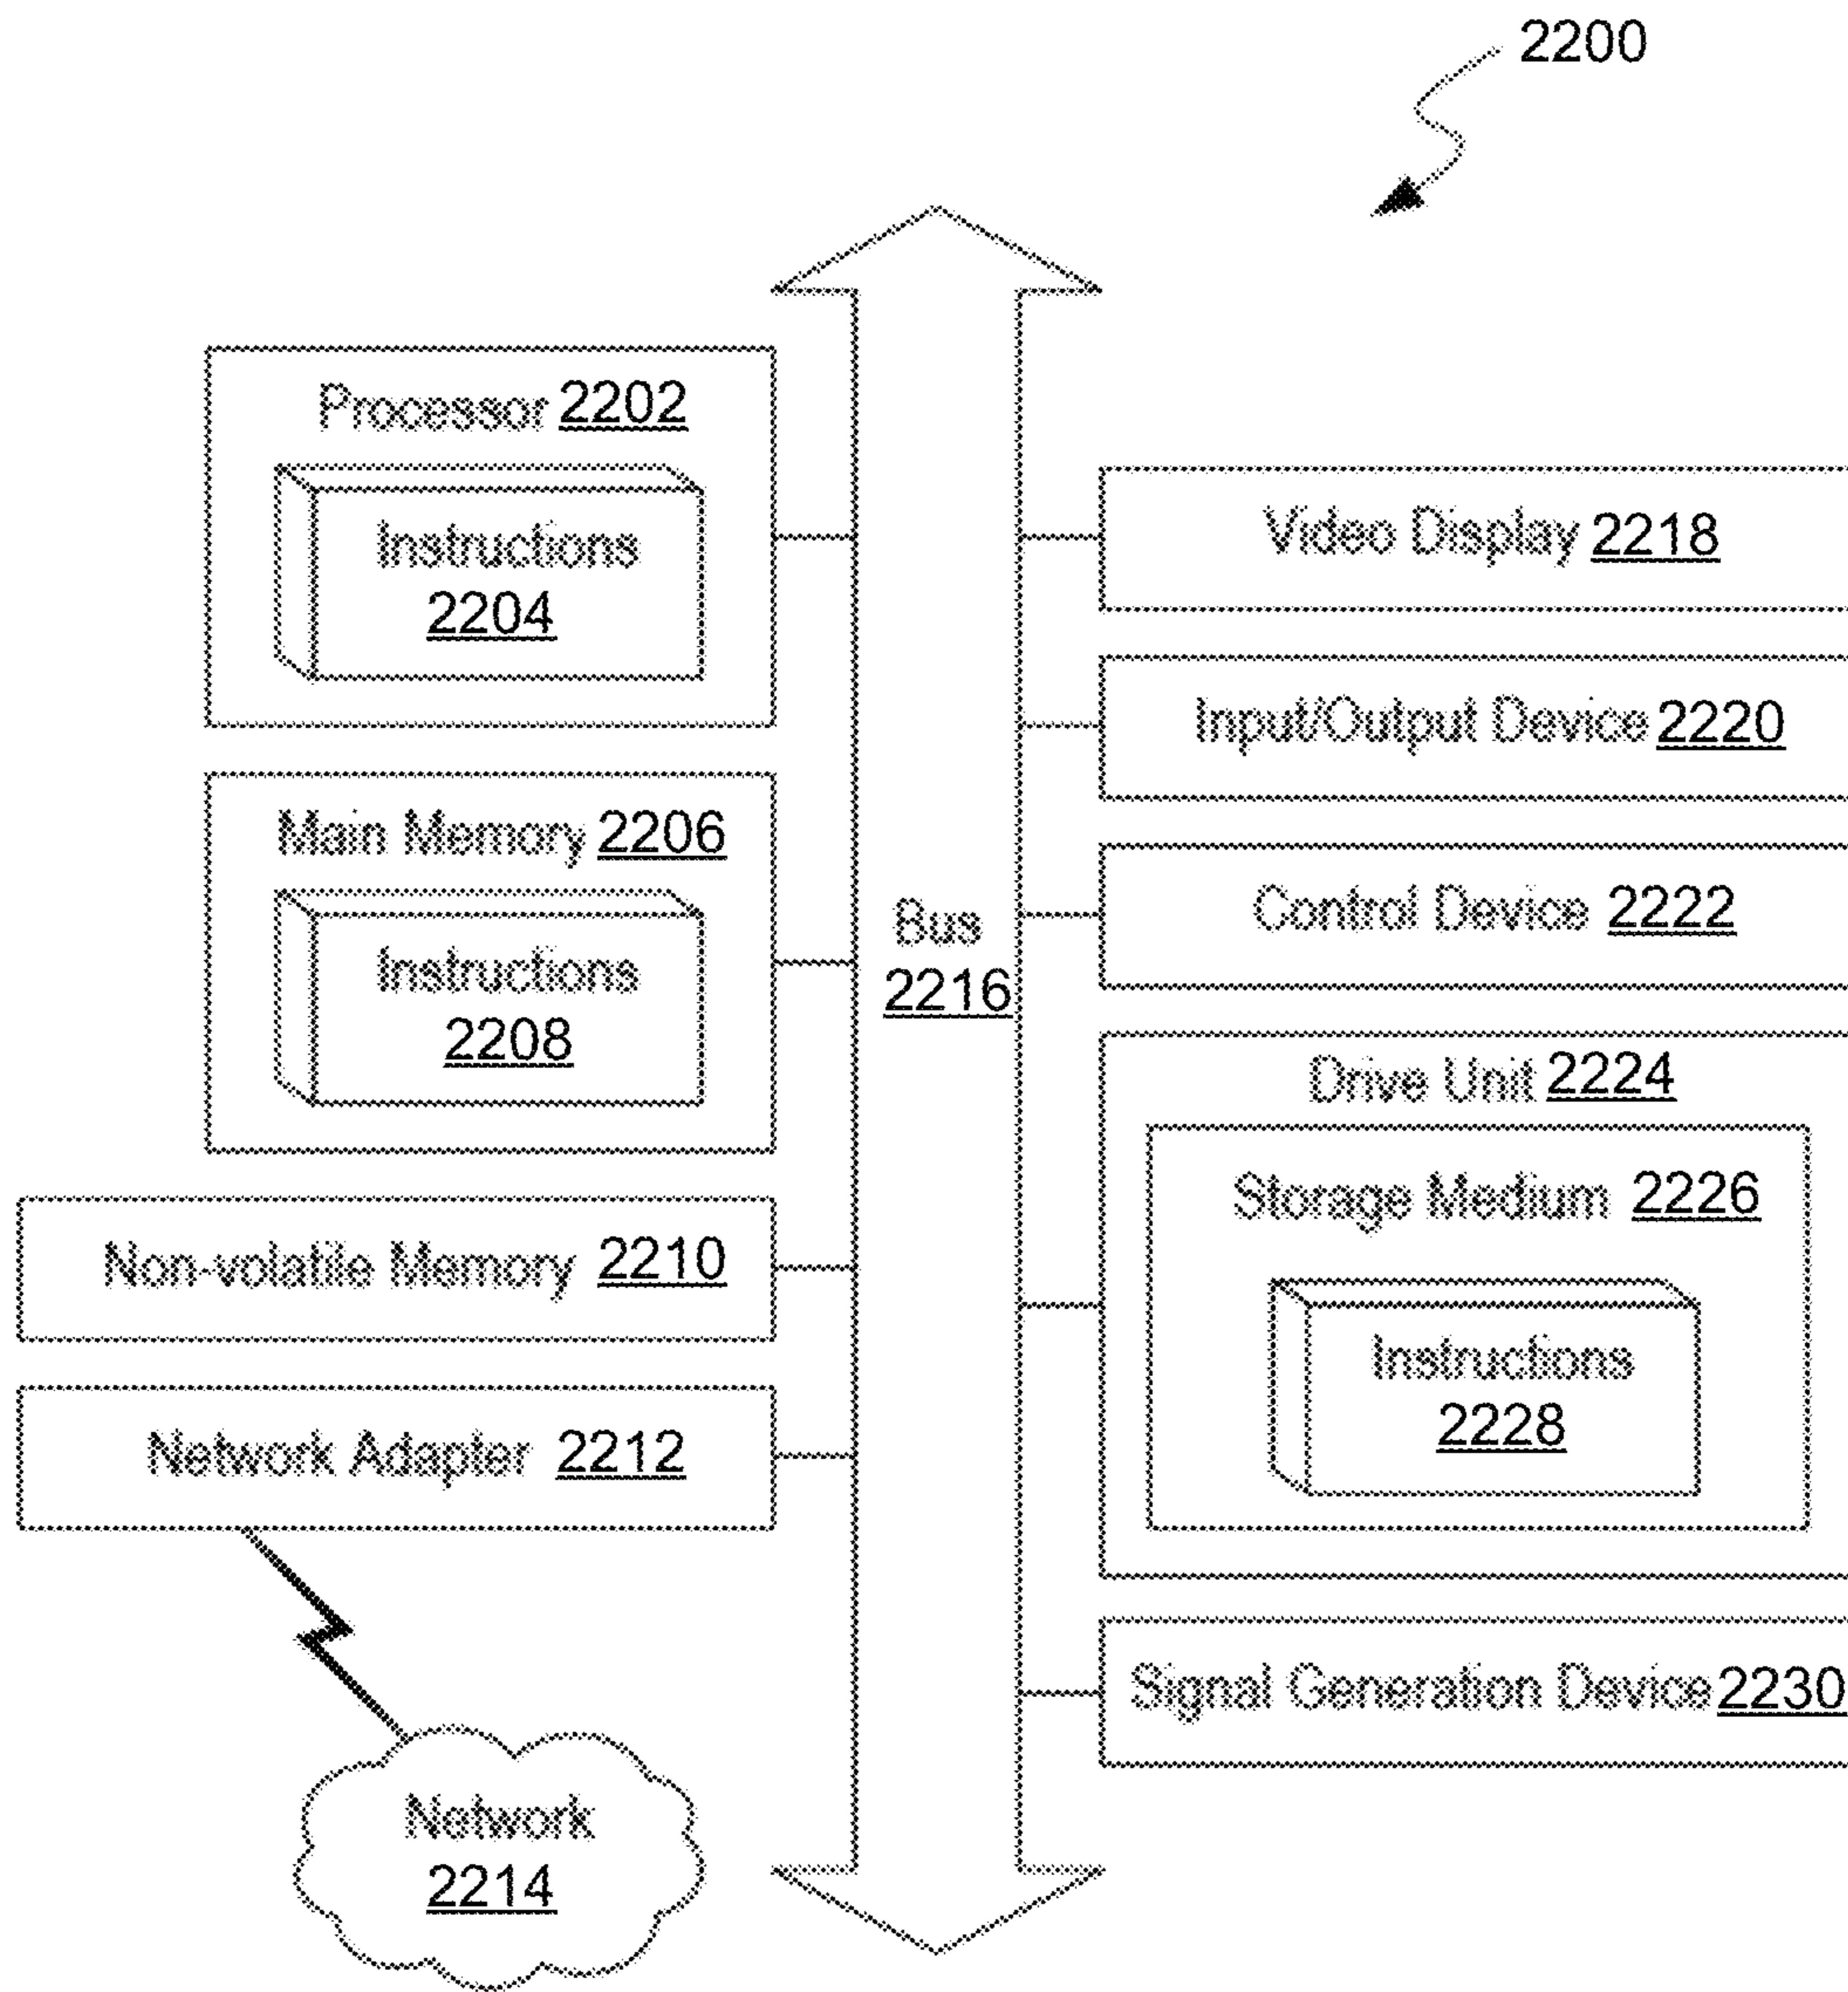 2200
Processor 2202
Instructions
2204
Main Memory 2206
Instructions
2208
Non-volatile Memory 2210
Network Adapter 2212
Network
2214
Bus
2216
Video Display 2218
Input/Output Device 2220
Control Device 2222
Drive Unit 2224
Storage Medium 2226
Instructions
2228
Signal Generation Device 2230